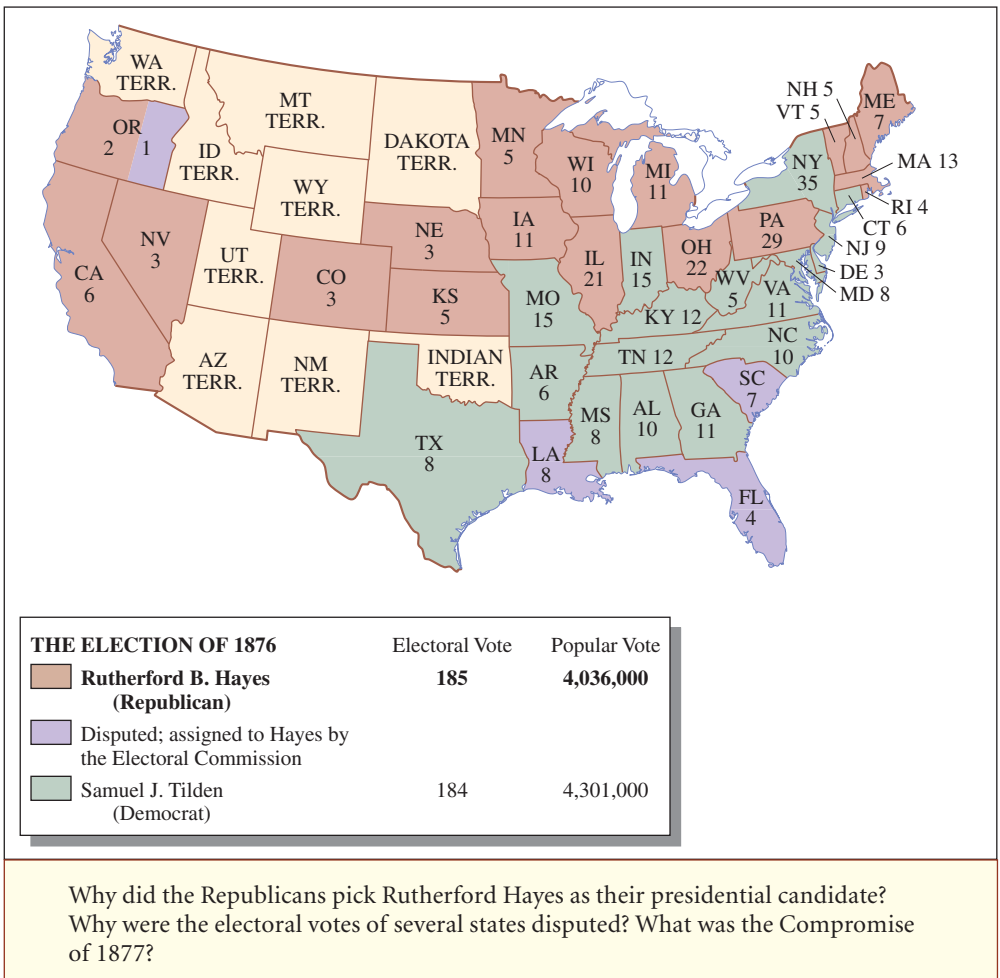 WA
TERR.
MT
TERR.
DAKOTA
TERR.
MN
5
NH 5
VT 5
ME
7
OR
2
1
ID
TERR.
WY
TERR.
WI
10
MI
11
NY
35
MA 13
RI 4
CT 6
NJ 9
DE 3
MD 8
NV
3
CA
6
UT
TERR.
CO
3
NE
3
IA
11
KS
5
IL
21
IN
15
OH
22
PA
29
WV
5
VA
11
MO
15
KY 12
NC
10
TN 12
AZ
TERR.
NM
TERR.
INDIAN
TERR.
AR
6
SC
7
MS
8
AL
10
GA
11
TX
8
LA
8
FL
4
THE ELECTION OF 1876 Electoral Vote Popular Vote
Rutherford B. Hayes 185 4,036,000
(Republican)
Disputed; assigned to Hayes by
the Electoral Commission
Samuel J. Tilden 184 4,301,000
(Democrat)
Why did the Republicans pick Rutherford Hayes as their presidential candidate?
Why were the electoral votes of several states disputed? What was the Compromise
of 1877?